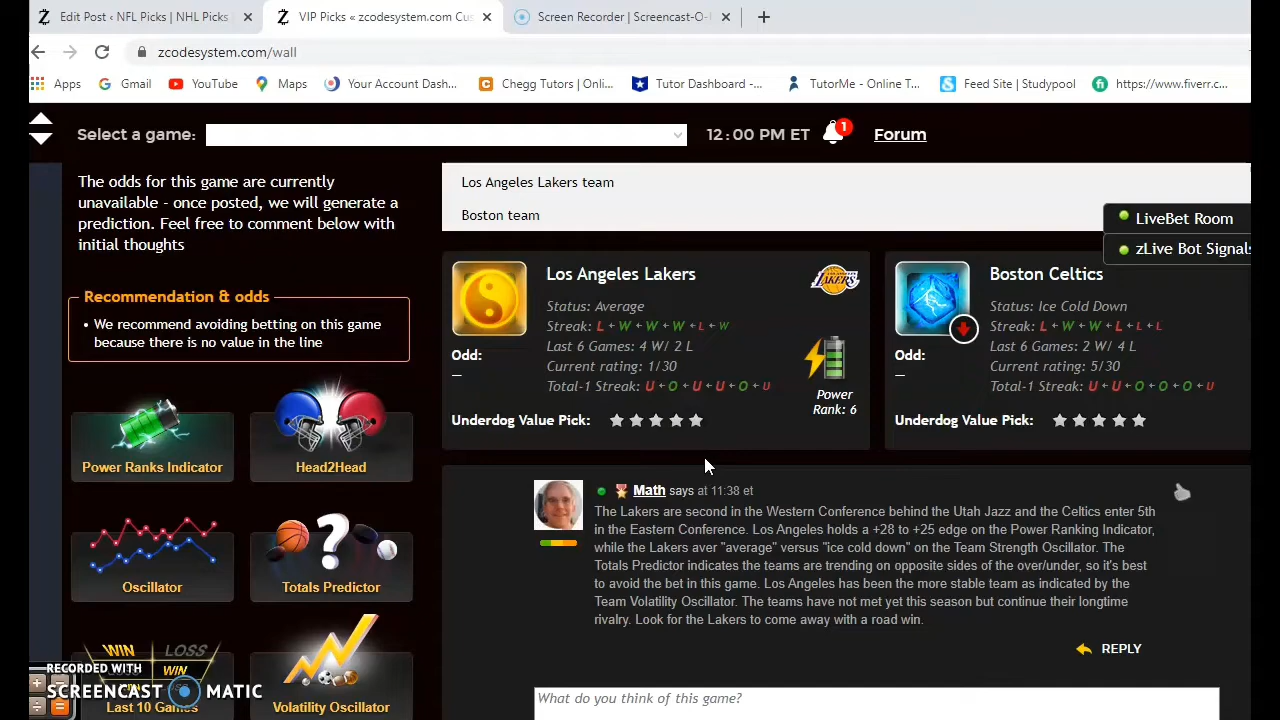 Edit Post ‹ NFL Picks | NHL Picks
VIP Picks « zcodesystem.com Cus
Screen Recorder | Screencast-O-
zcodesystem.com/wall
Apps
Gmail
YouTube
Maps
Your Account Dash...
Chegg Tutors | Onli...
Tutor Dashboard -...
TutorMe - Online T...
Feed Site | Studypool
https://www.fiverr.c...
Select a game:
12:00 PM ET
1
Forum
The odds for this game are currently
unavailable - once posted, we will generate a
prediction. Feel free to comment below with
initial thoughts
Recommendation & odds
• We recommend avoiding betting on this game
because there is no value in the line
Power Ranks Indicator
Head2Head
Oscillator
Totals Predictor
WIN LOSS
WIN
Last 10 Games
Volatility Oscillator
RECORDED WITH
SCREENCAST MATIC
Los Angeles Lakers team
Boston team
LiveBet Room
zLive Bot Signals
Los Angeles Lakers
LAKERS
Status: Average
Streak: L ← W ← W ← W ← L ← W
Last 6 Games: 4 W/ 2 L
Current rating: 1/30
Total-1 Streak: U ← O ← U ← U ← O ← U
Odd:
—
Power
Rank: 6
Underdog Value Pick:
Boston Celtics
Status: Ice Cold Down
Streak: L ← W ← W ← L ← L ← L
Last 6 Games: 2 W/ 4 L
Current rating: 5/30
Total-1 Streak: U ← U ← O ← O ← O ← U
Odd:
—
Underdog Value Pick:
Math says at 11:38 et
The Lakers are second in the Western Conference behind the Utah Jazz and the Celtics enter 5th
in the Eastern Conference. Los Angeles holds a +28 to +25 edge on the Power Ranking Indicator,
while the Lakers aver "average" versus "ice cold down" on the Team Strength Oscillator. The
Totals Predictor indicates the teams are trending on opposite sides of the over/under, so it's best
to avoid the bet in this game. Los Angeles has been the more stable team as indicated by the
Team Volatility Oscillator. The teams have not met yet this season but continue their longtime
rivalry. Look for the Lakers to come away with a road win.
REPLY
What do you think of this game?